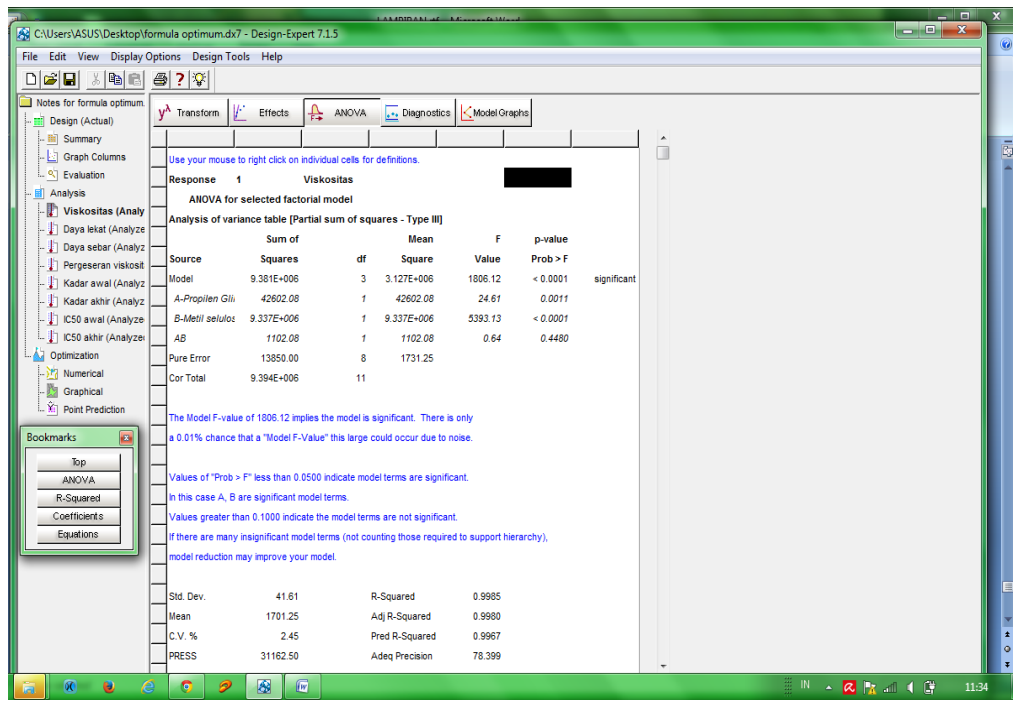 LAMPIRAN.rtf - Microsoft Word
C:\Users\ASUS\Desktop\formula optimum.dx7 - Design-Expert 7.1.5
File Edit View Display Options Design Tools Help
Notes for formula optimum.
Design (Actual)
Summary
Graph Columns
Evaluation
Analysis
Viskositas (Analy
Daya lekat (Analyze
Daya sebar (Analyz
Pergeseran viskosit
Kadar awal (Analyz
Kadar akhir (Analyz
IC50 awal (Analyze
IC50 akhir (Analyze
Optimization
Numerical
Graphical
Point Prediction
Bookmarks
Top
ANOVA
R-Squared
Coefficients
Equations
yλ Transform Effects ANOVA Diagnostics Model Graphs
Use your mouse to right click on individual cells for definitions.
Response 1 Viskositas
ANOVA for selected factorial model
Analysis of variance table [Partial sum of squares - Type III]
Sum of Mean F p-value
Source Squares df Square Value Prob > F
Model 9.381E+006 3 3.127E+006 1806.12 < 0.0001 significant
A-Propilen Gli 42602.08 1 42602.08 24.61 0.0011
B-Metil selulos 9.337E+006 1 9.337E+006 5393.13 < 0.0001
AB 1102.08 1 1102.08 0.64 0.4480
Pure Error 13850.00 8 1731.25
Cor Total 9.394E+006 11
The Model F-value of 1806.12 implies the model is significant. There is only
a 0.01% chance that a "Model F-Value" this large could occur due to noise.
Values of "Prob > F" less than 0.0500 indicate model terms are significant.
In this case A, B are significant model terms.
Values greater than 0.1000 indicate the model terms are not significant.
If there are many insignificant model terms (not counting those required to support hierarchy),
model reduction may improve your model.
Std. Dev. 41.61 R-Squared 0.9985
Mean 1701.25 Adj R-Squared 0.9980
C.V. % 2.45 Pred R-Squared 0.9967
PRESS 31162.50 Adeq Precision 78.399
IN 11:34